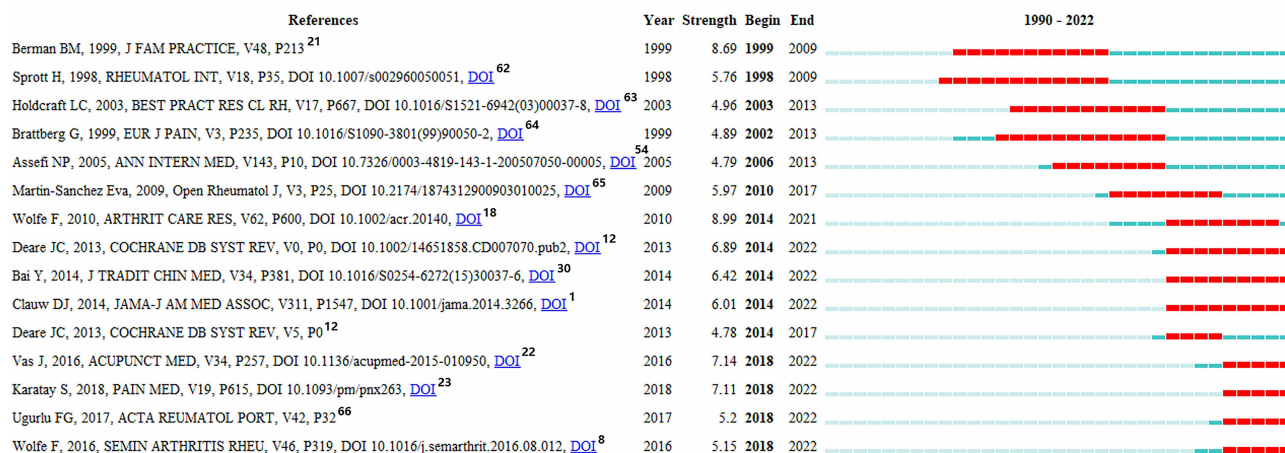 References Year Strength Begin End 1990 - 2022
Berman BM, 1999, J FAM PRACTICE, V48, P213 21 1999 8.69 1999 2009
Sprott H, 1998, RHEUMATOL INT, V18, P35, DOI 10.1007/s002960050051, DOI 62 1998 5.76 1998 2009
Holdcraft LC, 2003, BEST PRACT RES CL RH, V17, P667, DOI 10.1016/S1521-6942(03)00037-8, DOI 63 2003 4.96 2003 2013
Brattberg G, 1999, EUR J PAIN, V3, P235, DOI 10.1016/S1090-3801(99)90050-2, DOI 64 1999 4.89 2002 2013
Assefi NP, 2005, ANN INTERN MED, V143, P10, DOI 10.7326/0003-4819-143-1-200507050-00005, DOI 54 2005 4.79 2006 2013
Martin-Sanchez Eva, 2009, Open Rheumatol J, V3, P25, DOI 10.2174/1874312900903010025, DOI 65 2009 5.97 2010 2017
Wolfe F, 2010, ARTHRIT CARE RES, V62, P600, DOI 10.1002/acr.20140, DOI 18 2010 8.99 2014 2021
Deare JC, 2013, COCHRANE DB SYST REV, V0, P0, DOI 10.1002/14651858.CD007070.pub2, DOI 12 2013 6.89 2014 2022
Bai Y, 2014, J TRADIT CHIN MED, V34, P381, DOI 10.1016/S0254-6272(15)30037-6, DOI 30 2014 6.42 2014 2022
Clauw DJ, 2014, JAMA-J AM MED ASSOC, V311, P1547, DOI 10.1001/jama.2014.3266, DOI 1 2014 6.01 2014 2022
Deare JC, 2013, COCHRANE DB SYST REV, V5, P0 12 2013 4.78 2014 2017
Vas J, 2016, ACUPUNCT MED, V34, P257, DOI 10.1136/acupmed-2015-010950, DOI 22 2016 7.14 2018 2022
Karatay S, 2018, PAIN MED, V19, P615, DOI 10.1093/pm/pnx263, DOI 23 2018 7.11 2018 2022
Ugurlu FG, 2017, ACTA REUMATOL PORT, V42, P32 66 2017 5.2 2018 2022
Wolfe F, 2016, SEMIN ARTHRITIS RHEU, V46, P319, DOI 10.1016/j.semarthrit.2016.08.012, DOI 8 2016 5.15 2018 2022